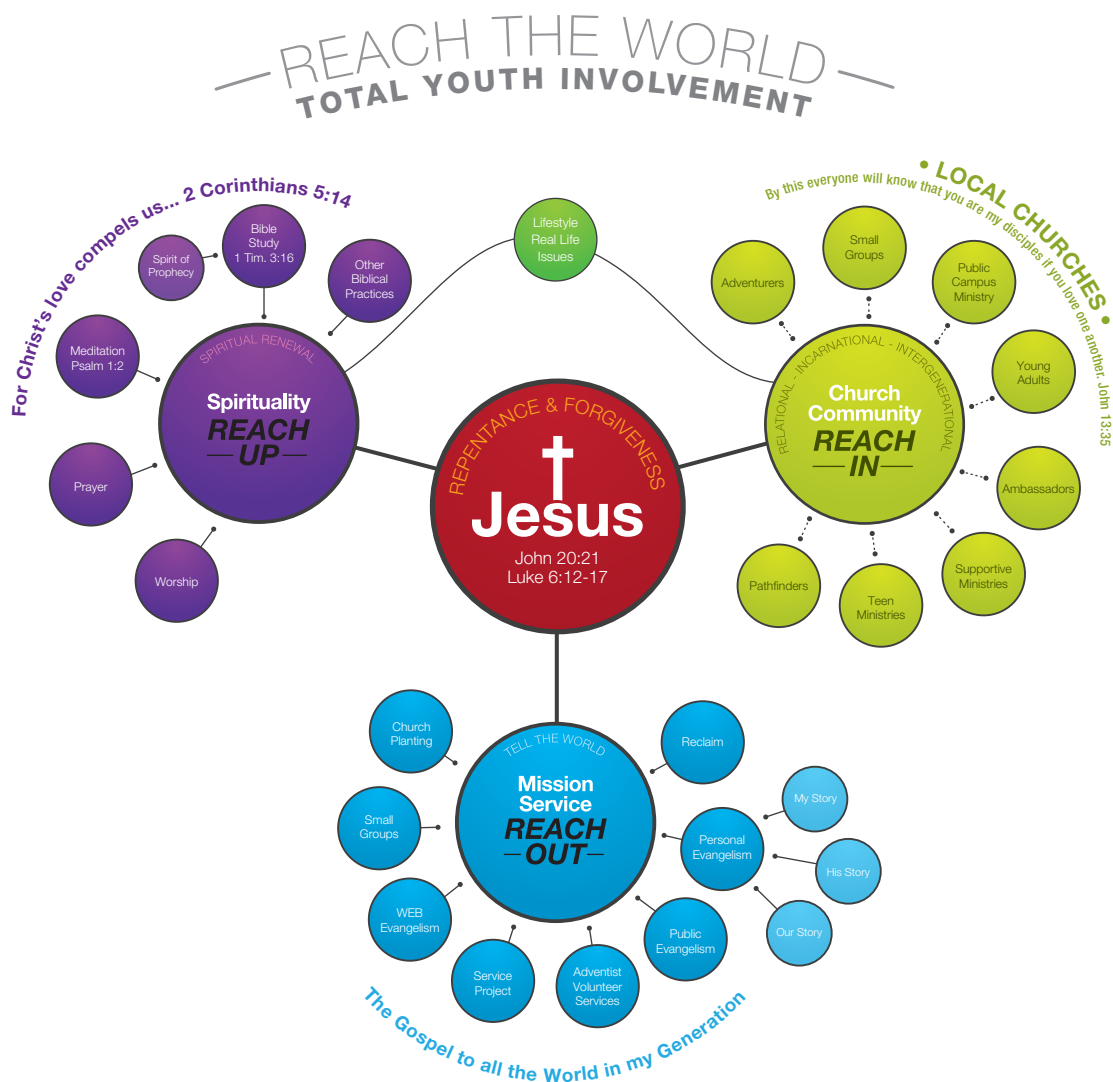 REACH THE WORLD
TOTAL YOUTH INVOLVEMENT
For Christ's love compels us... 2 Corinthians 5:14
Spirit of
Prophecy
Bible
Study
1 Tim. 3:16
Other
Biblical
Practices
Meditation
Psalm 1:2
Prayer
Worship
SPIRITUAL RENEWAL
Spirituality
REACH
UP
Lifestyle
Real Life
Issues
• LOCAL CHURCHES •
By this everyone will know that you are my disciples if you love one another. John 13:35
Adventurers
Small
Groups
Public
Campus
Ministry
Young
Adults
Ambassadors
Supportive
Ministries
Teen
Ministries
Pathfinders
RELATIONAL - INCARNATIONAL - INTERGENERATIONAL
Church
Community
REACH
IN
REPENTANCE & FORGIVENESS
Jesus
John 20:21
Luke 6:12-17
TELL THE WORLD
Mission
Service
REACH
OUT
Church
Planting
Small
Groups
WEB
Evangelism
Service
Project
Adventist
Volunteer
Services
Public
Evangelism
Personal
Evangelism
Reclaim
My Story
His Story
Our Story
The Gospel to all the World in my Generation